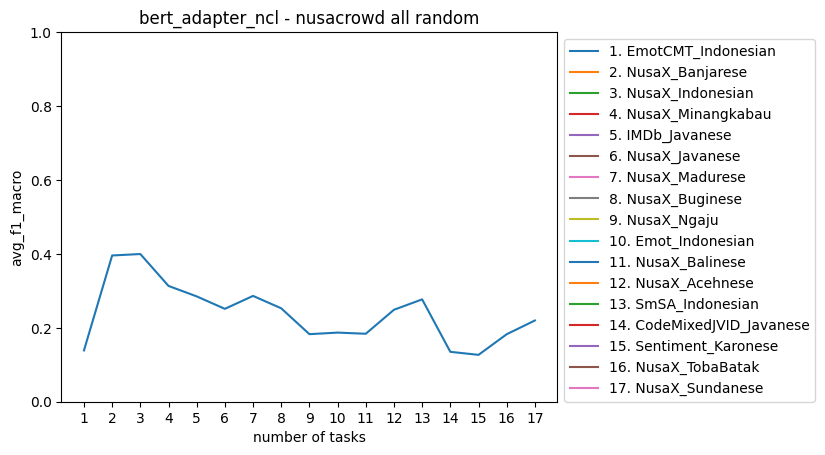 bert_adapter_ncl - nusacrowd all random
avg_f1_macro
1.0
0.8
0.6
0.4
0.2
0.0
1 2 3 4 5 6 7 8 9 10 11 12 13 14 15 16 17
number of tasks
1. EmotCMT_Indonesian
2. NusaX_Banjarese
3. NusaX_Indonesian
4. NusaX_Minangkabau
5. IMDb_Javanese
6. NusaX_Javanese
7. NusaX_Madurese
8. NusaX_Buginese
9. NusaX_Ngaju
10. Emot_Indonesian
11. NusaX_Balinese
12. NusaX_Acehnese
13. SmSA_Indonesian
14. CodeMixedJVID_Javanese
15. Sentiment_Karonese
16. NusaX_TobaBatak
17. NusaX_Sundanese